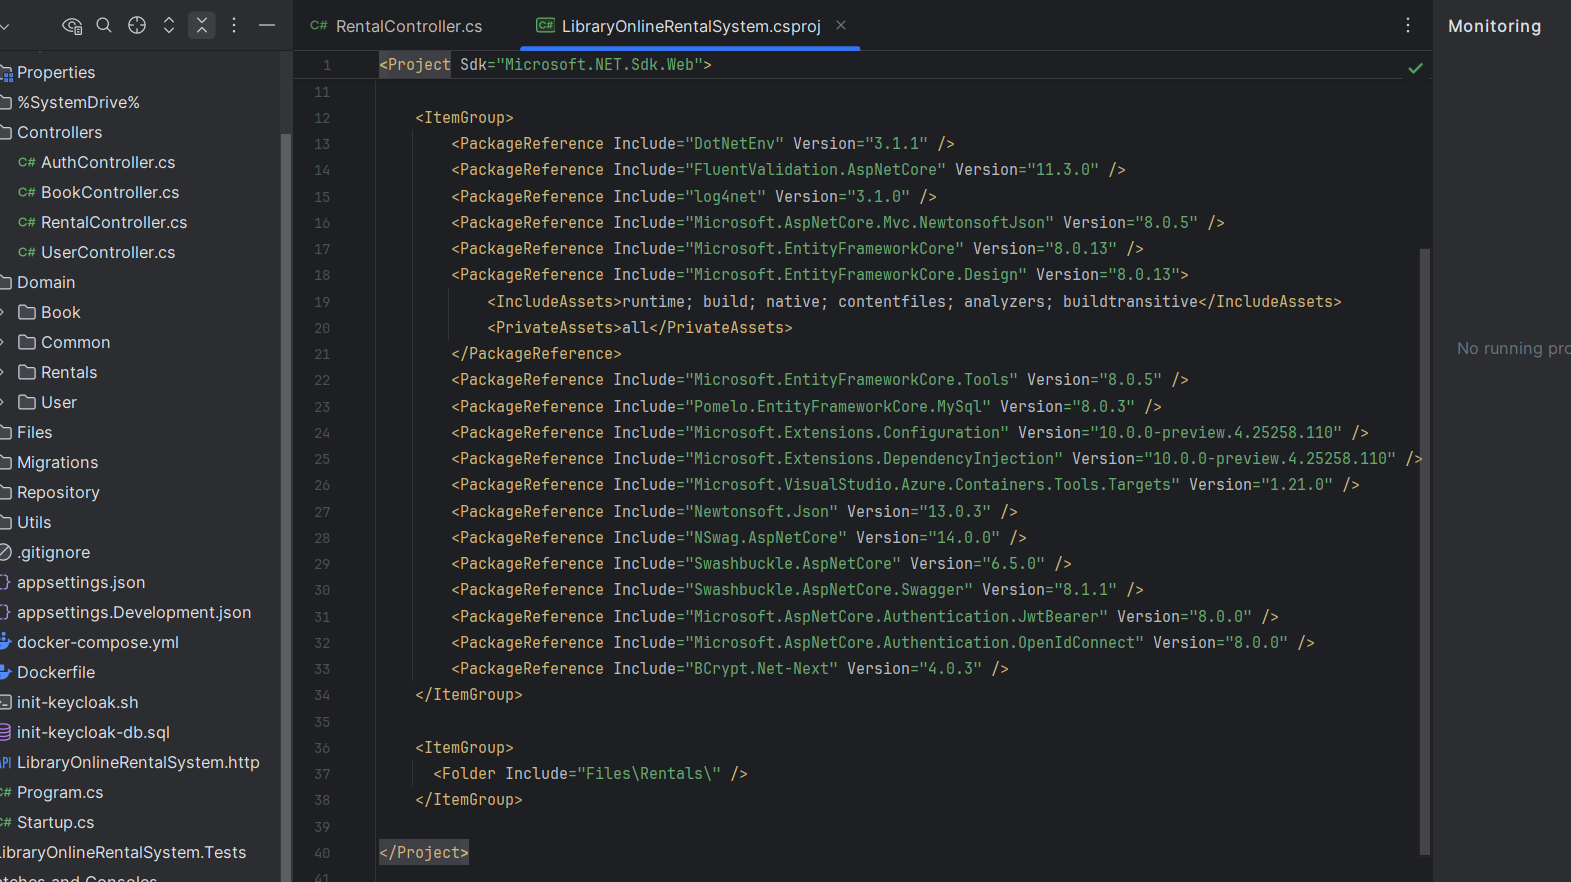 C# RentalController.cs
C# LibraryOnlineRentalSystem.csproj
Monitoring
Properties
%SystemDrive%
Controllers
C# AuthController.cs
C# BookController.cs
C# RentalController.cs
C# UserController.cs
Domain
Book
Common
Rentals
User
Files
Migrations
Repository
Utils
.gitignore
appsettings.json
appsettings.Development.json
docker-compose.yml
Dockerfile
init-keycloak.sh
init-keycloak-db.sql
LibraryOnlineRentalSystem.http
Program.cs
Startup.cs
LibraryOnlineRentalSystem.Tests
1 <Project Sdk="Microsoft.NET.Sdk.Web">
11
12 <ItemGroup>
13 <PackageReference Include="DotNetEnv" Version="3.1.1" />
14 <PackageReference Include="FluentValidation.AspNetCore" Version="11.3.0" />
15 <PackageReference Include="log4net" Version="3.1.0" />
16 <PackageReference Include="Microsoft.AspNetCore.Mvc.NewtonsoftJson" Version="8.0.5" />
17 <PackageReference Include="Microsoft.EntityFrameworkCore" Version="8.0.13" />
18 <PackageReference Include="Microsoft.EntityFrameworkCore.Design" Version="8.0.13">
19 <IncludeAssets>runtime; build; native; contentfiles; analyzers; buildtransitive</IncludeAssets>
20 <PrivateAssets>all</PrivateAssets>
21 </PackageReference>
22 <PackageReference Include="Microsoft.EntityFrameworkCore.Tools" Version="8.0.5" />
23 <PackageReference Include="Pomelo.EntityFrameworkCore.MySql" Version="8.0.3" />
24 <PackageReference Include="Microsoft.Extensions.Configuration" Version="10.0.0-preview.4.25258.110" />
25 <PackageReference Include="Microsoft.Extensions.DependencyInjection" Version="10.0.0-preview.4.25258.110" />
26 <PackageReference Include="Microsoft.VisualStudio.Azure.Containers.Tools.Targets" Version="1.21.0" />
27 <PackageReference Include="Newtonsoft.Json" Version="13.0.3" />
28 <PackageReference Include="NSwag.AspNetCore" Version="14.0.0" />
29 <PackageReference Include="Swashbuckle.AspNetCore" Version="6.5.0" />
30 <PackageReference Include="Swashbuckle.AspNetCore.Swagger" Version="8.1.1" />
31 <PackageReference Include="Microsoft.AspNetCore.Authentication.JwtBearer" Version="8.0.0" />
32 <PackageReference Include="Microsoft.AspNetCore.Authentication.OpenIdConnect" Version="8.0.0" />
33 <PackageReference Include="BCrypt.Net-Next" Version="4.0.3" />
34 </ItemGroup>
35
36 <ItemGroup>
37 <Folder Include="Files\Rentals\" />
38 </ItemGroup>
39
40 </Project>
41
No running pro